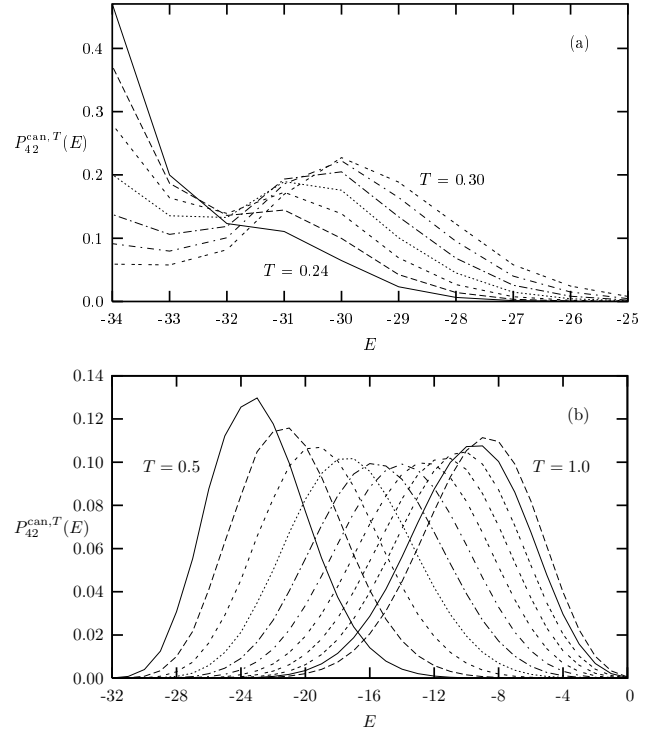 0.4
0.3
0.2
0.1
0.0
(a)
P_{42}^{can, T}(E)
T = 0.30
T = 0.24
-34 -33 -32 -31 -30 -29 -28 -27 -26 -25
E
0.14
0.12
0.10
0.08
0.06
0.04
0.02
0.00
(b)
T = 0.5
T = 1.0
P_{42}^{can,T}(E)
-32 -28 -24 -20 -16 -12 -8 -4 0
E